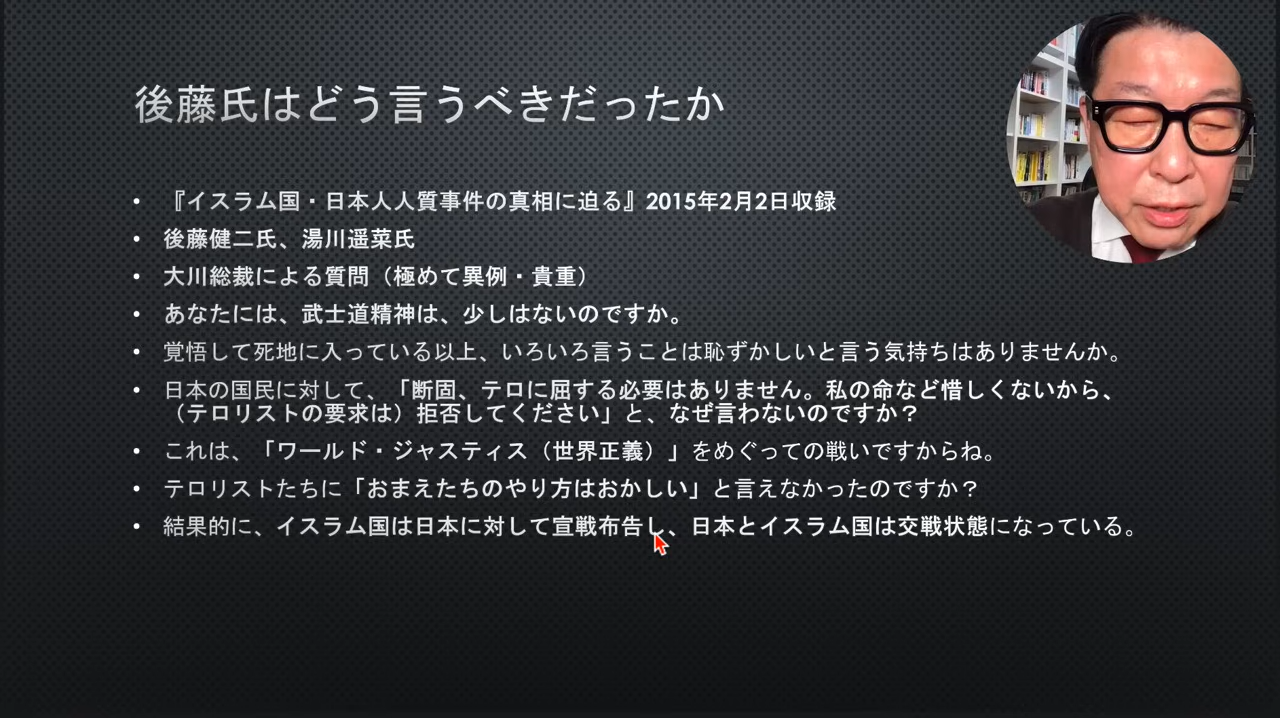 後藤氏はどう言うべきだったか
• 『イスラム国・日本人人質事件の真相に迫る』2015年2月2日収録
• 後藤健二氏、湯川遥菜氏
• 大川総裁による質問（極めて異例・貴重）
• あなたには、武士道精神は、少しはないのですか。
• 覚悟して死地に入っている以上、いろいろ言うことは恥ずかしいと言う気持ちはありませんか。
• 日本の国民に対して、「断固、テロに屈する必要はありません。私の命など惜しくないから、
（テロリストの要求は）拒否してください」と、なぜ言わないのですか？
• これは、「ワールド・ジャスティス（世界正義）」をめぐっての戦いですからね。
• テロリストたちに「おまえたちのやり方はおかしい」と言えなかったのですか？
• 結果的に、イスラム国は日本に対して宣戦布告し、日本とイスラム国は交戦状態になっている。